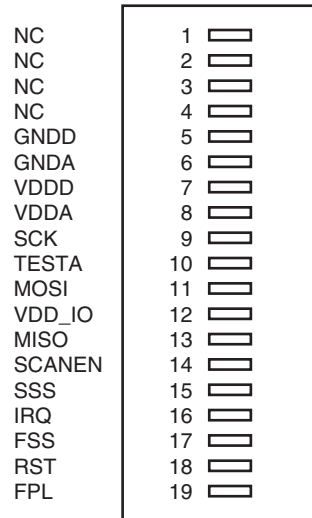 NC 1
NC 2
NC 3
NC 4
GNDD 5
GNDA 6
VDDD 7
VDDA 8
SCK 9
TESTA 10
MOSI 11
VDD_IO 12
MISO 13
SCANEN 14
SSS 15
IRQ 16
FSS 17
RST 18
FPL 19